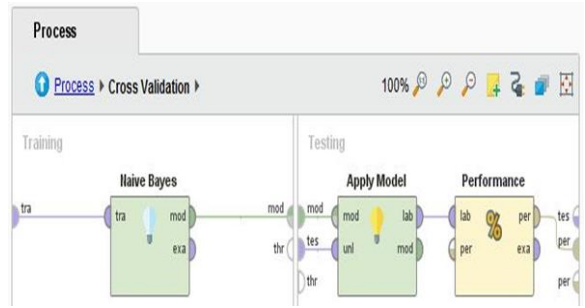 Process
Process Cross Validation
100%
Training
Testing
Naive Bayes
Apply Model
Performance
tra tra mod mod mod mod lab lab per tes
exa thr tes unl mod per exa per
thr per